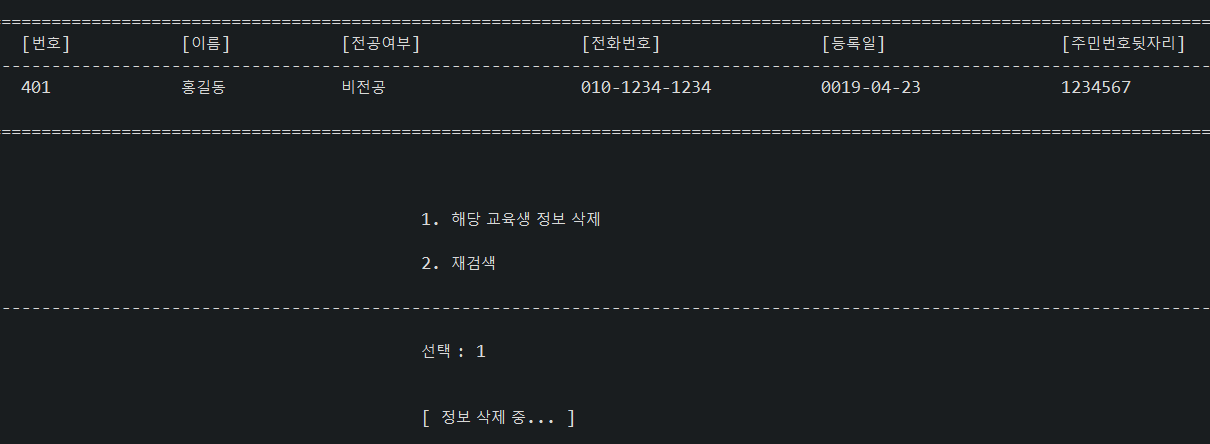 [번호] [이름] [전공여부] [전화번호] [등록일] [주민번호뒷자리]
401 홍길동 비전공 010-1234-1234 0019-04-23 1234567
1. 해당 교육생 정보 삭제
2. 재검색
선택 : 1
[ 정보 삭제 중... ]